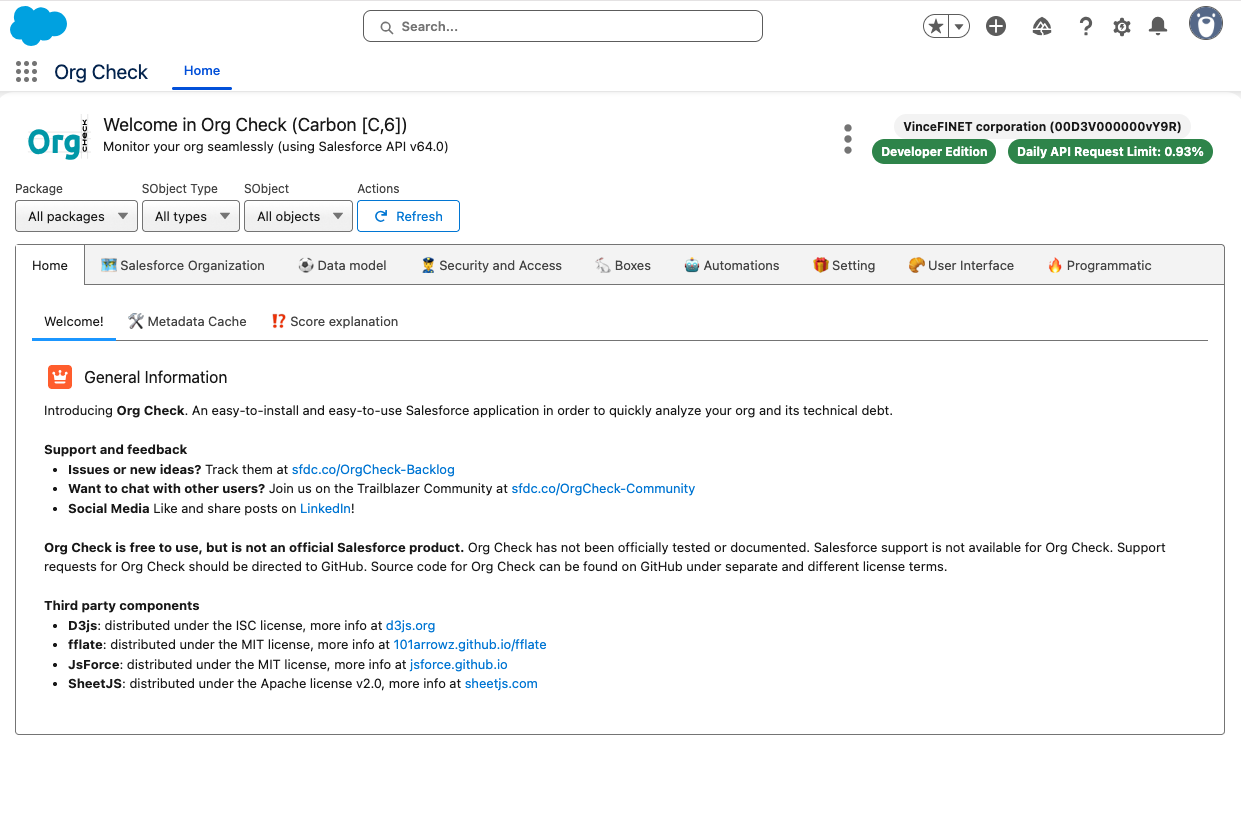 Search...
Org Check
Home
Org CHECK
Welcome in Org Check (Carbon [C,6])
Monitor your org seamlessly (using Salesforce API v64.0)
VinceFINET corporation (00D3V000000vY9R)
Developer Edition
Daily API Request Limit: 0.93%
Package
SObject Type
SObject
Actions
All packages
All types
All objects
Refresh
Home
Salesforce Organization
Data model
Security and Access
Boxes
Automations
Setting
User Interface
Programmatic
Welcome!
Metadata Cache
⁉️ Score explanation
General Information
Introducing Org Check. An easy-to-install and easy-to-use Salesforce application in order to quickly analyze your org and its technical debt.
Support and feedback
• Issues or new ideas? Track them at sfdc.co/OrgCheck-Backlog
• Want to chat with other users? Join us on the Trailblazer Community at sfdc.co/OrgCheck-Community
• Social Media Like and share posts on LinkedIn!
Org Check is free to use, but is not an official Salesforce product. Org Check has not been officially tested or documented. Salesforce support is not available for Org Check. Support
requests for Org Check should be directed to GitHub. Source code for Org Check can be found on GitHub under separate and different license terms.
Third party components
• D3js: distributed under the ISC license, more info at d3js.org
• fflate: distributed under the MIT license, more info at 101arrowz.github.io/fflate
• JsForce: distributed under the MIT license, more info at jsforce.github.io
• SheetJS: distributed under the Apache license v2.0, more info at sheetjs.com